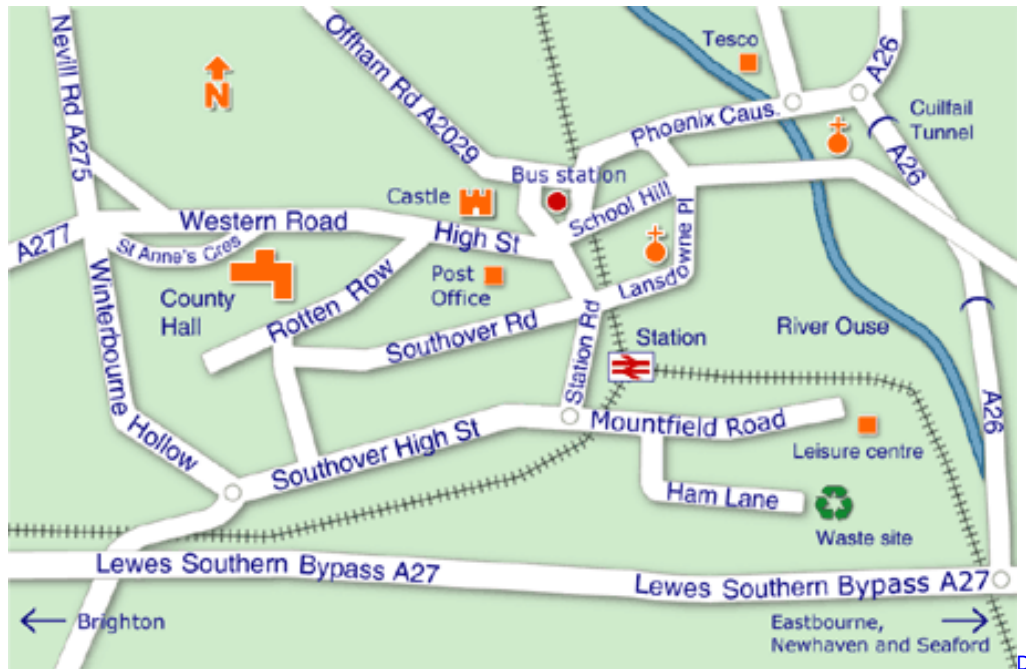 Nevill Rd A275
Offham Rd A2029
Tesco
A26
N
Phoenix Caus.
Cuilfail
Tunnel
A26
Bus station
Castle
School Hill
Western Road
High St
A277
St Anne's Cres
Lansdowne Pl
County
Hall
Post
Office
Rotten Row
Winterbourne Hollow
Southover Rd
Station Rd
Station
River Ouse
A26
Mountfield Road
Southover High St
Leisure centre
Ham Lane
Waste site
Lewes Southern Bypass A27
Lewes Southern Bypass A27
Brighton
Eastbourne,
Newhaven and Seaford